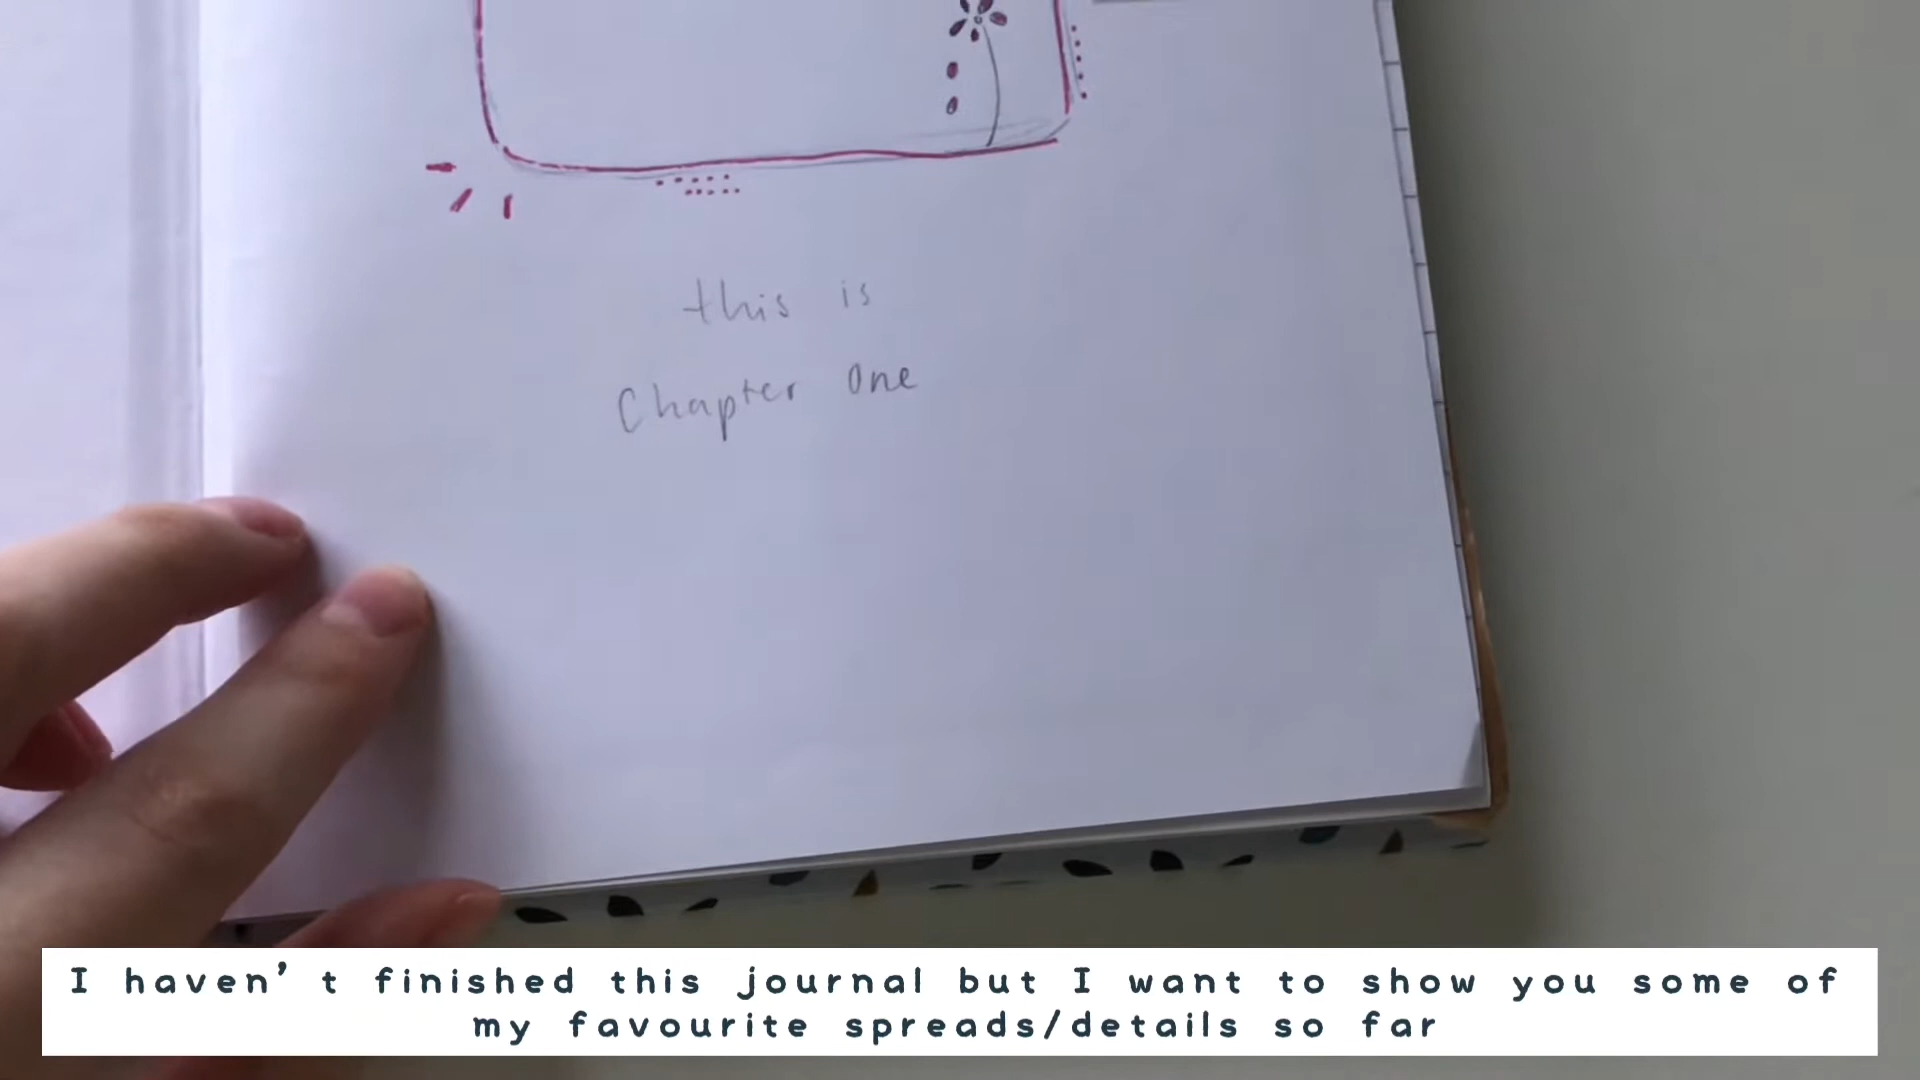 this is
Chapter One
I haven't finished this journal but I want to show you some of
my favourite spreads/details so far